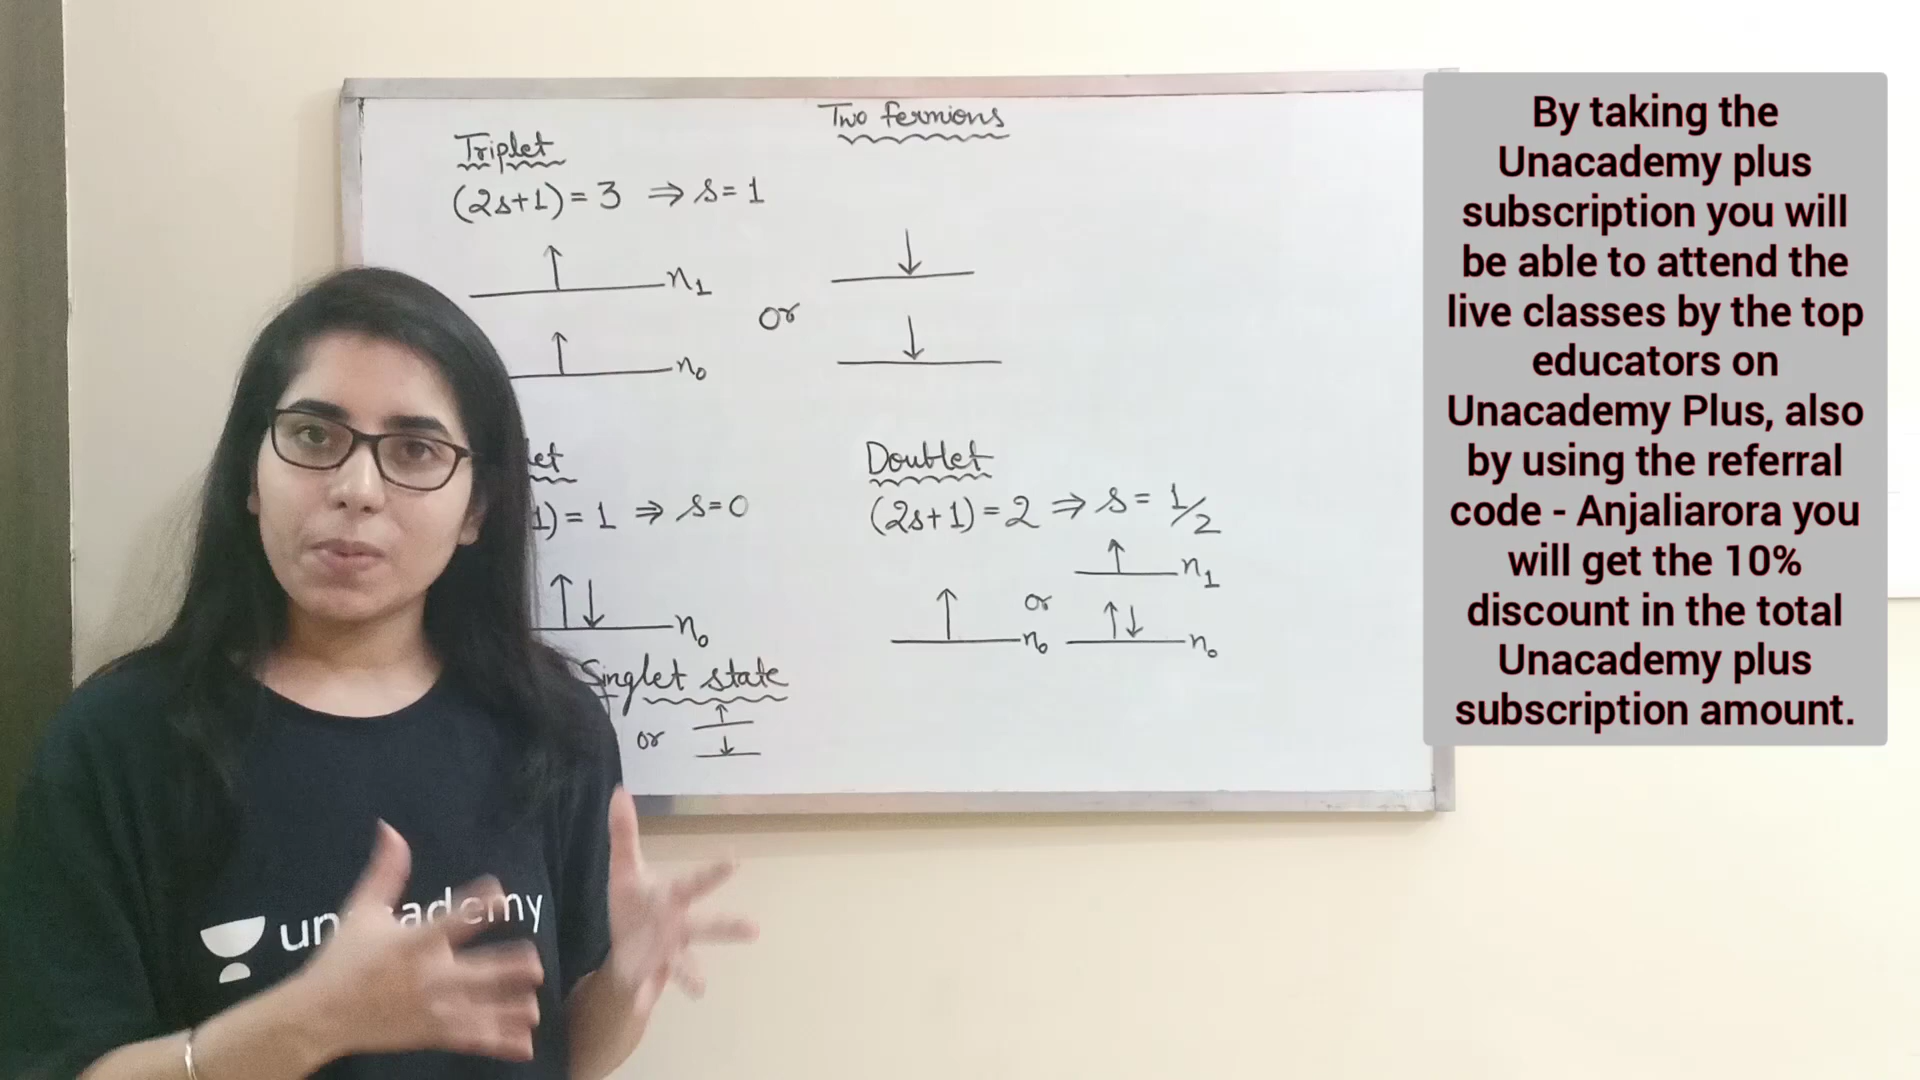 Two fermions
Triplet
(2s+1) = 3 ⇒ s = 1
n₁
or
n₀
Doublet
1) = 1 ⇒ s=0
(2s+1) = 2 ⇒ s = 1/2
n₁
or
n₀
n₀
n₀
Singlet state
or
unacademy
By taking the
Unacademy plus
subscription you will
be able to attend the
live classes by the top
educators on
Unacademy Plus, also
by using the referral
code - Anjaliarora you
will get the 10%
discount in the total
Unacademy plus
subscription amount.